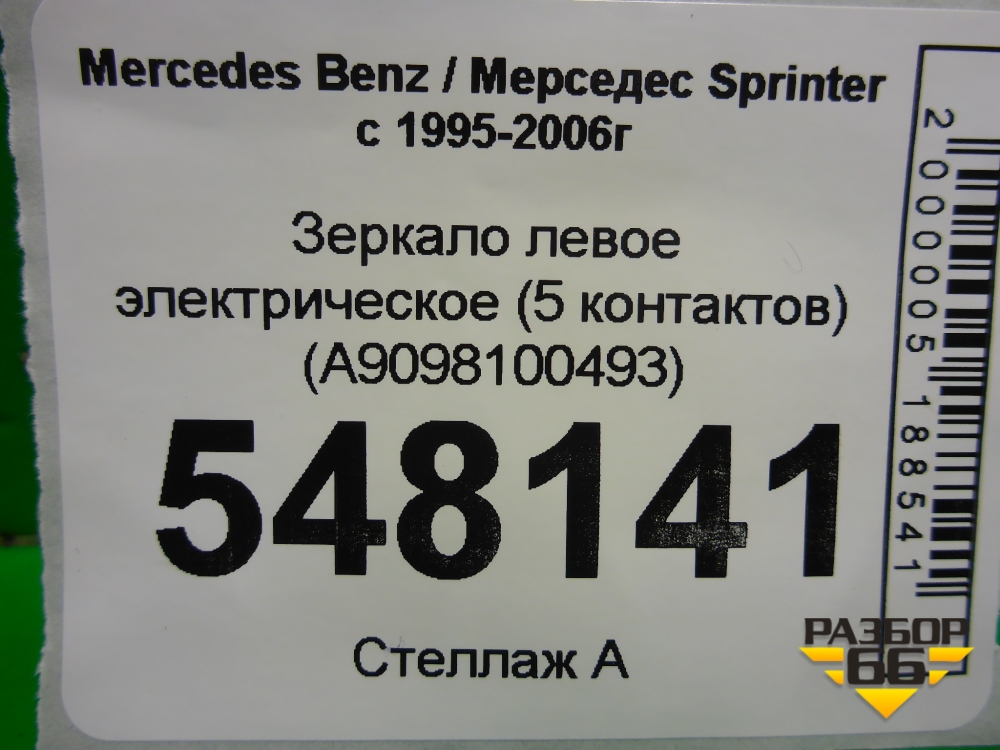 Mercedes Benz / Мерседес Sprinter
с 1995-2006г
Зеркало левое
электрическое (5 контактов)
(A9098100493)
548141
Стеллаж А
2000005188541
РАЗБОР
66